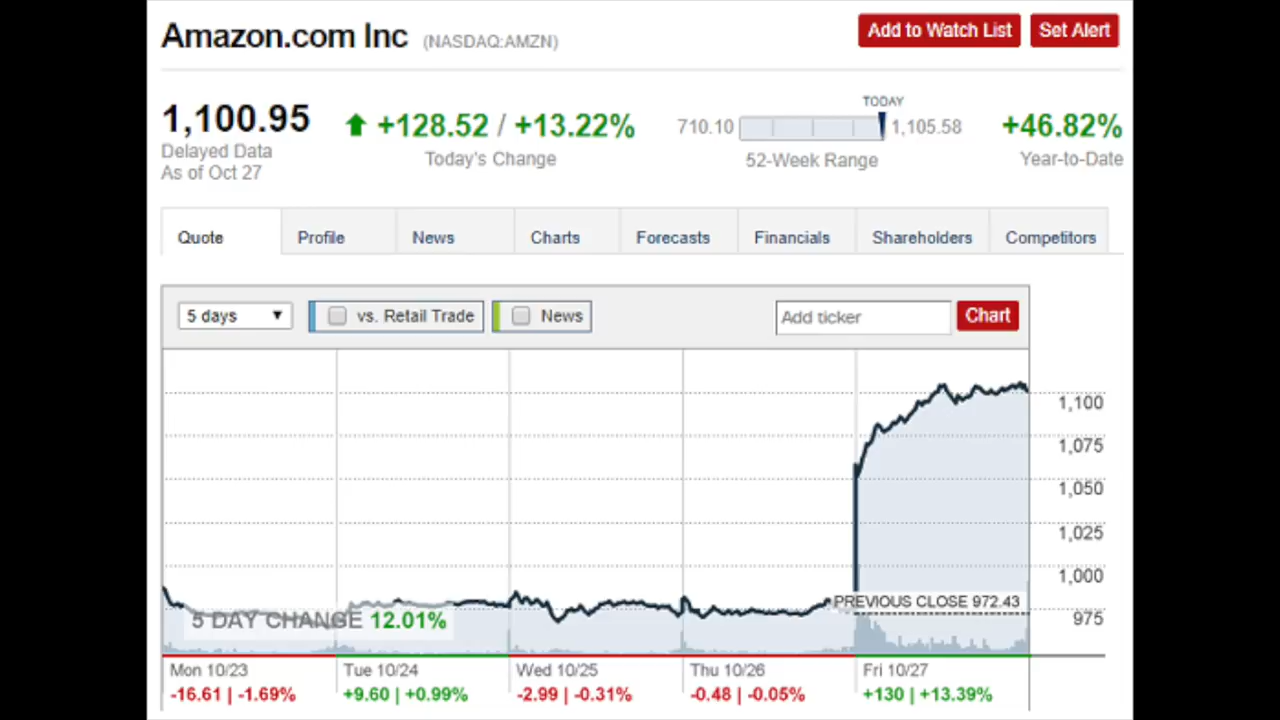 Amazon.com Inc (NASDAQ:AMZN) Add to Watch List Set Alert
TODAY
1,100.95 +128.52 / +13.22% 710.10 1,105.58 +46.82%
Delayed Data Today's Change 52-Week Range Year-to-Date
As of Oct 27
Quote Profile News Charts Forecasts Financials Shareholders Competitors
5 days vs. Retail Trade News Add ticker Chart
1,100
1,075
1,050
1,025
1,000
PREVIOUS CLOSE 972.43
975
5 DAY CHANGE 12.01%
Mon 10/23 Tue 10/24 Wed 10/25 Thu 10/26 Fri 10/27
-16.61 | -1.69% +9.60 | +0.99% -2.99 | -0.31% -0.48 | -0.05% +130 | +13.39%